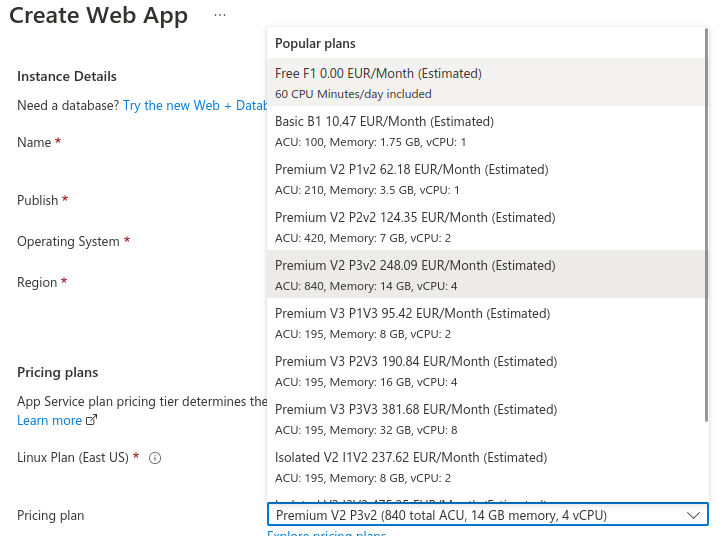 Create Web App ...
Popular plans
Free F1 0.00 EUR/Month (Estimated)
60 CPU Minutes/day included
Basic B1 10.47 EUR/Month (Estimated)
ACU: 100, Memory: 1.75 GB, vCPU: 1
Premium V2 P1v2 62.18 EUR/Month (Estimated)
ACU: 210, Memory: 3.5 GB, vCPU: 1
Premium V2 P2v2 124.35 EUR/Month (Estimated)
ACU: 420, Memory: 7 GB, vCPU: 2
Premium V2 P3v2 248.09 EUR/Month (Estimated)
ACU: 840, Memory: 14 GB, vCPU: 4
Premium V3 P1V3 95.42 EUR/Month (Estimated)
ACU: 195, Memory: 8 GB, vCPU: 2
Premium V3 P2V3 190.84 EUR/Month (Estimated)
ACU: 195, Memory: 16 GB, vCPU: 4
Premium V3 P3V3 381.68 EUR/Month (Estimated)
ACU: 195, Memory: 32 GB, vCPU: 8
Isolated V2 I1V2 237.62 EUR/Month (Estimated)
ACU: 195, Memory: 8 GB, vCPU: 2
Instance Details
Need a database? Try the new Web + Datab
Name *
Publish *
Operating System *
Region *
Pricing plans
App Service plan pricing tier determines the
Learn more
Linux Plan (East US) *
Pricing plan
Premium V2 P3v2 (840 total ACU, 14 GB memory, 4 vCPU)
Explore pricing plans